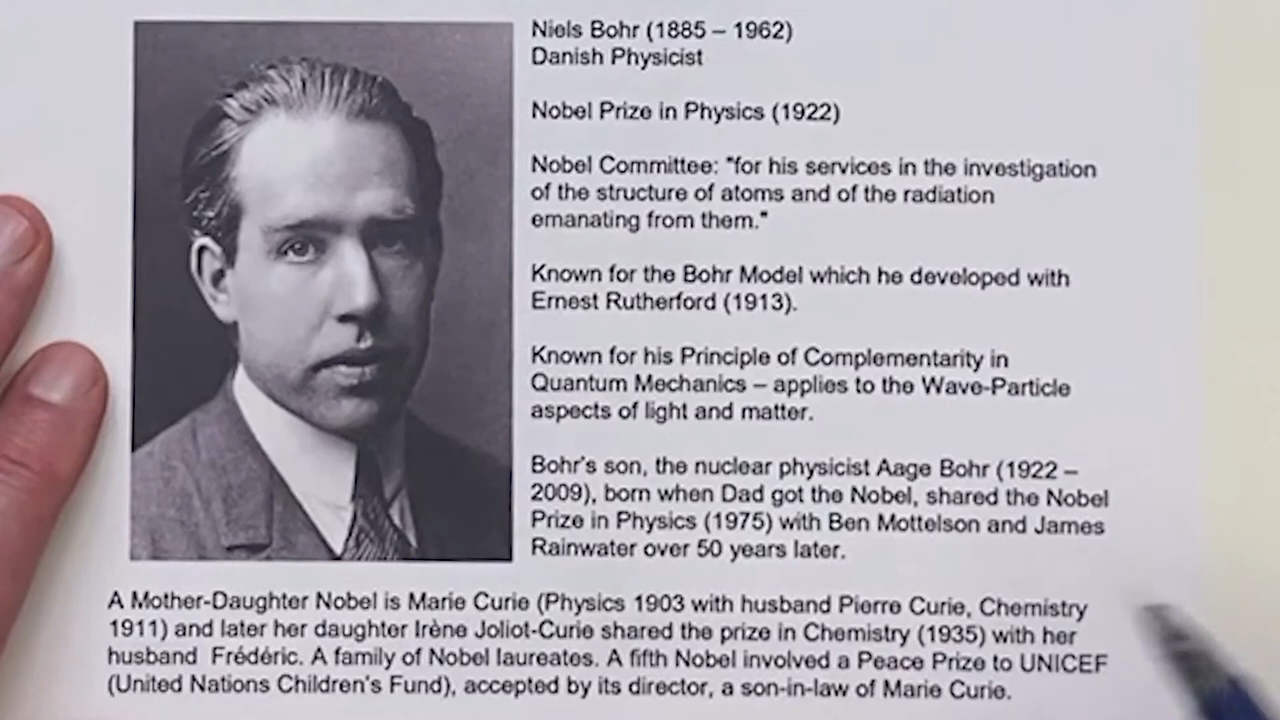 Niels Bohr (1885 – 1962)
Danish Physicist
Nobel Prize in Physics (1922)
Nobel Committee: "for his services in the investigation
of the structure of atoms and of the radiation
emanating from them."
Known for the Bohr Model which he developed with
Ernest Rutherford (1913).
Known for his Principle of Complementarity in
Quantum Mechanics – applies to the Wave-Particle
aspects of light and matter.
Bohr's son, the nuclear physicist Aage Bohr (1922 –
2009), born when Dad got the Nobel, shared the Nobel
Prize in Physics (1975) with Ben Mottelson and James
Rainwater over 50 years later.
A Mother-Daughter Nobel is Marie Curie (Physics 1903 with husband Pierre Curie, Chemistry
1911) and later her daughter Irène Joliot-Curie shared the prize in Chemistry (1935) with her
husband Frédéric. A family of Nobel laureates. A fifth Nobel involved a Peace Prize to UNICEF
(United Nations Children's Fund), accepted by its director, a son-in-law of Marie Curie.